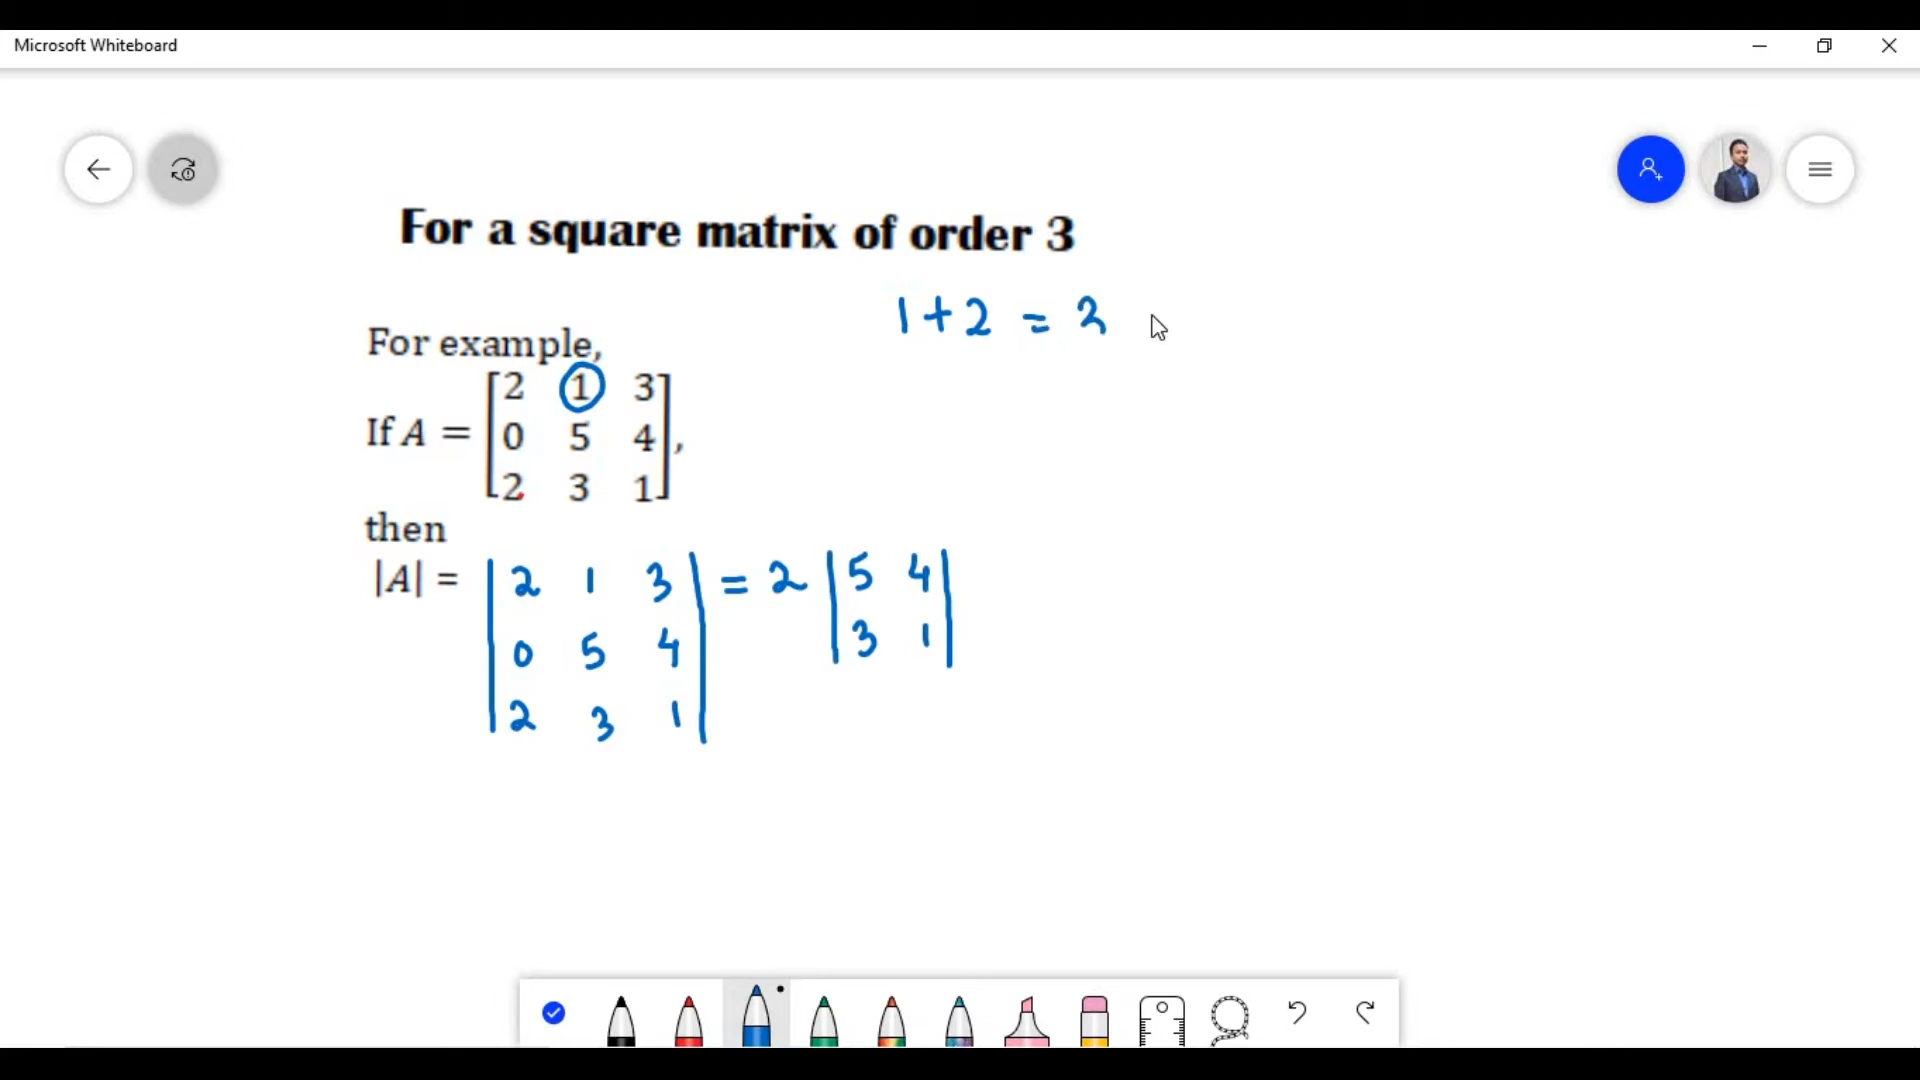 Microsoft Whiteboard
For a square matrix of order 3
1 + 2 = 3
For example,
2 1 3
If A = 0 5 4 ,
2 3 1
then
|A| = | 2 1 3 | = 2 | 5 4 |
0 5 4 3 1
2 3 1